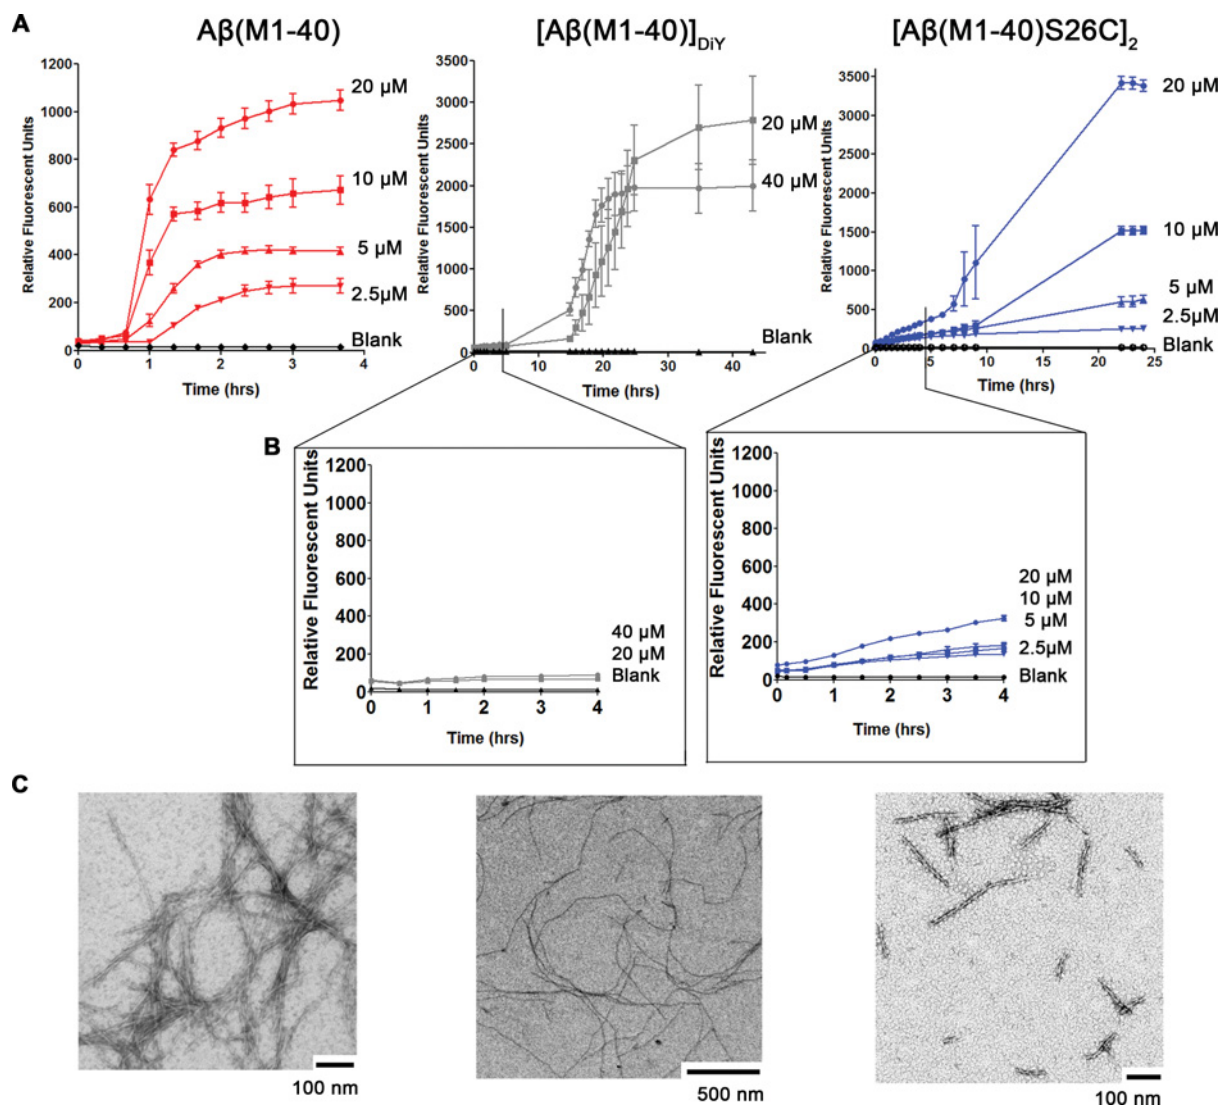 A
Aβ(M1-40)
[Aβ(M1-40)]DiY
[Aβ(M1-40)S26C]2
Relative Fluorescent Units
1200
1000
800
600
400
200
0
0 1 2 3 4
Time (hrs)
20 μM
10 μM
5 μM
2.5μM
Blank
Relative Fluorescent Units
3500
3000
2500
2000
1500
1000
500
0
0 10 20 30 40
Time (hrs)
20 μM
40 μM
Blank
Relative Fluorescent Units
3500
3000
2500
2000
1500
1000
500
0
0 5 10 15 20 25
Time (hrs)
20 μM
10 μM
5 μM
2.5μM
Blank
B
Relative Fluorescent Units
1200
1000
800
600
400
200
0
0 1 2 3 4
Time (hrs)
40 μM
20 μM
Blank
Relative Fluorescent Units
1200
1000
800
600
400
200
0
0 1 2 3 4
Time (hrs)
20 μM
10 μM
5 μM
2.5μM
Blank
C
100 nm
500 nm
100 nm